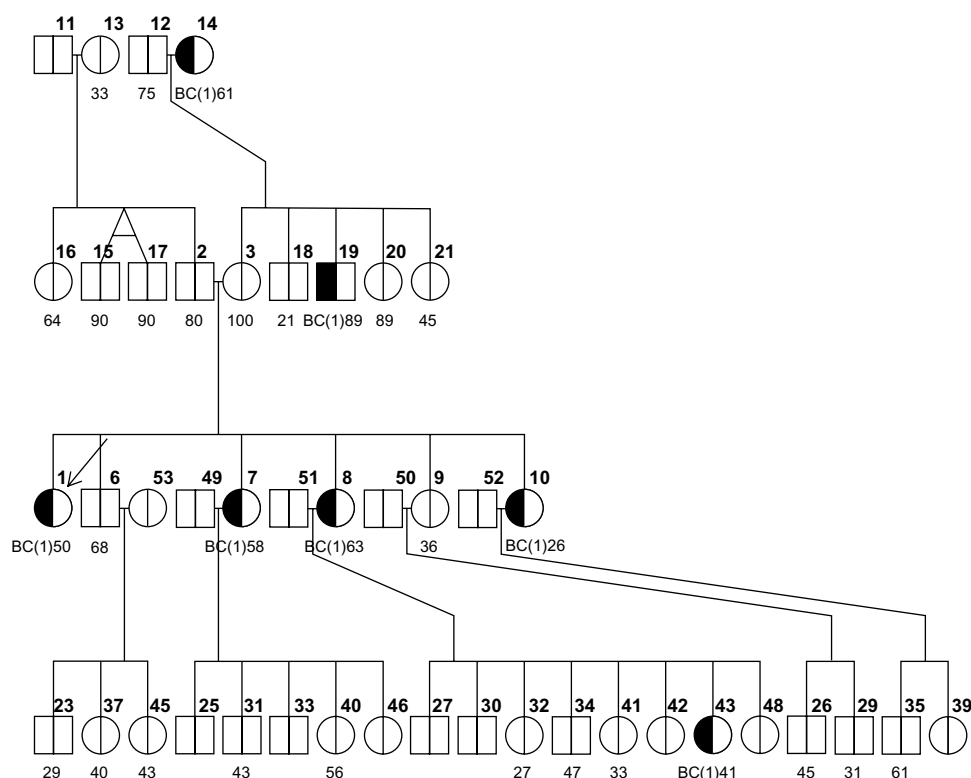 11 13 12 14
33 75 BC(1)61
16 15 17 2 3 18 19 20 21
64 90 90 80 100 21 BC(1)89 89 45
1 6 53 49 7 51 8 50 9 52 10
BC(1)50 68 BC(1)58 BC(1)63 36 BC(1)26
23 37 45 25 31 33 40 46 27 30 32 34 41 42 43 48 26 29 35 39
29 40 43 43 56 27 47 33 BC(1)41 45 31 61